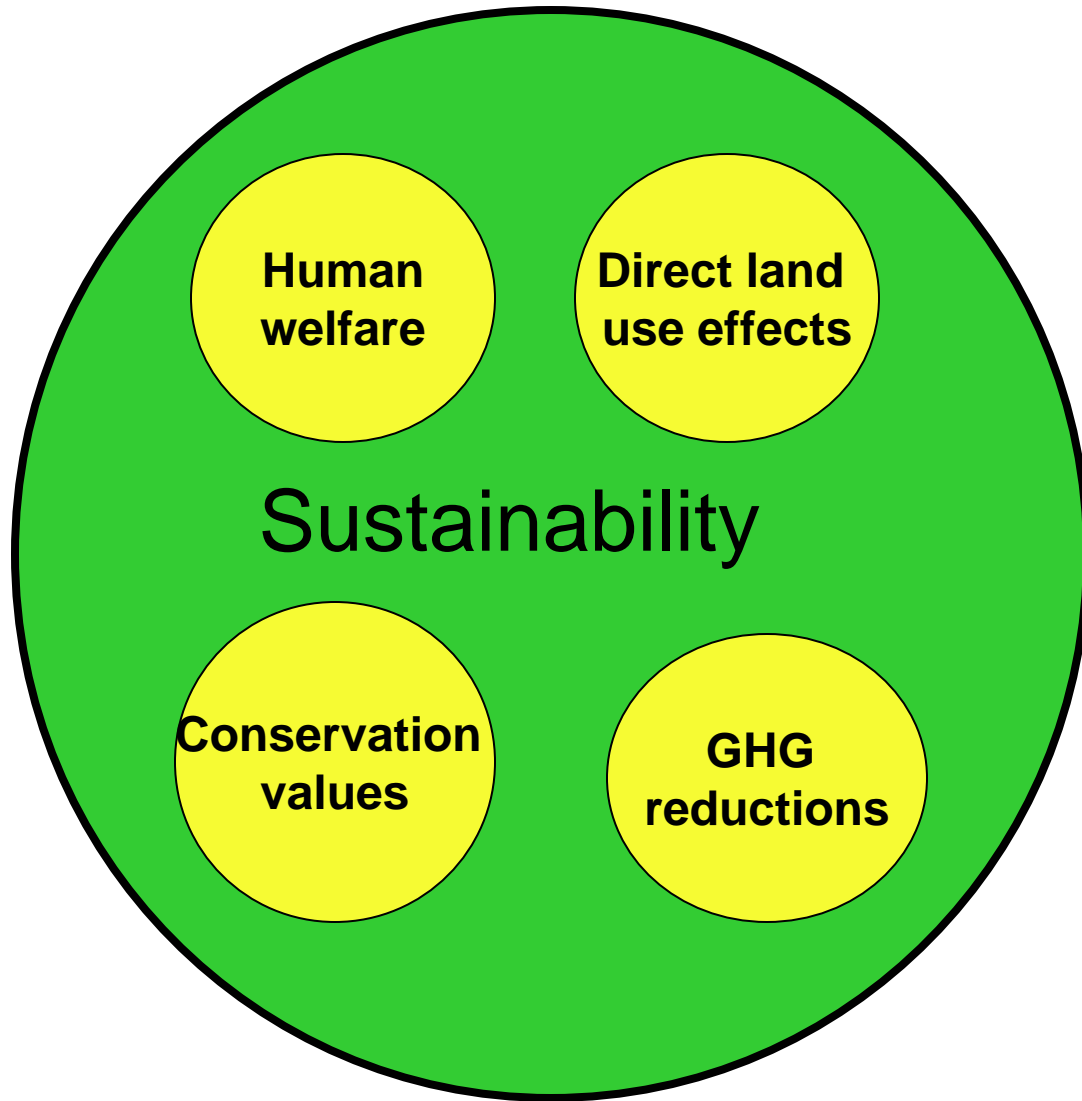 Human
welfare
Direct land
use effects
Sustainability
Conservation
values
GHG
reductions